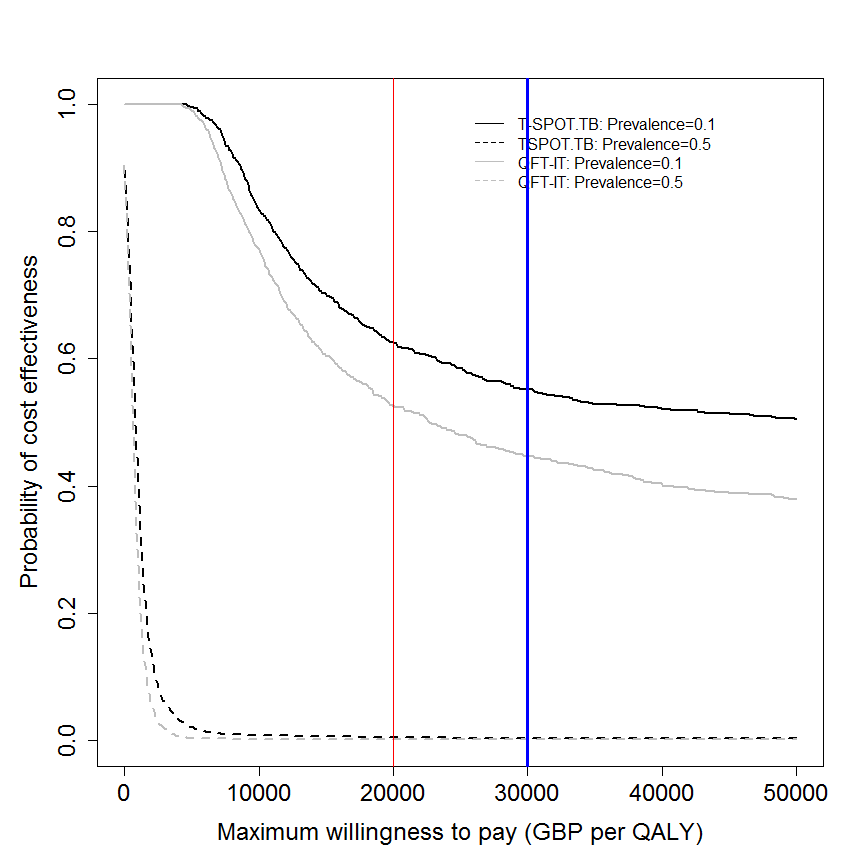 T-SPOT.TB: Prevalence=0.1
TSPOT.TB: Prevalence=0.5
QFT-IT: Prevalence=0.1
QFT-IT: Prevalence=0.5
1.0
0.8
0.6
0.4
0.2
0.0
Probability of cost effectiveness
0 10000 20000 30000 40000 50000
Maximum willingness to pay (GBP per QALY)